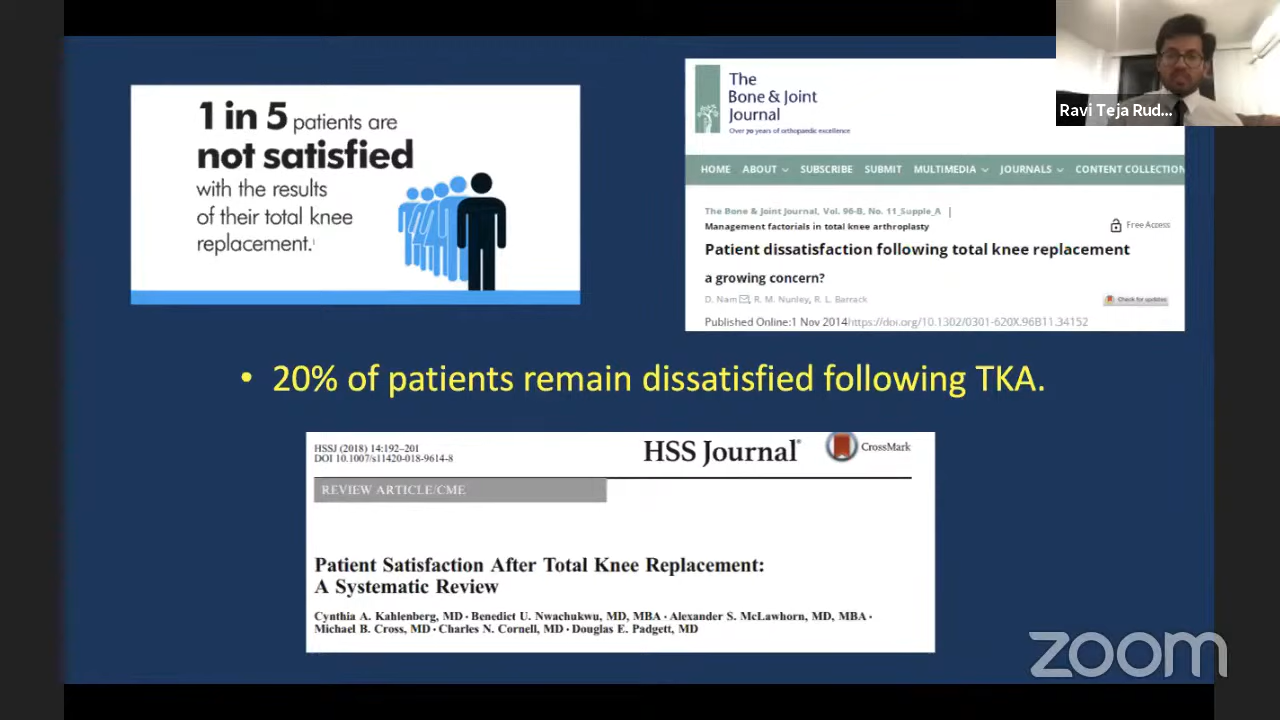 1 in 5 patients are
not satisfied
with the results
of their total knee
replacement.¹
The
Bone & Joint
Journal
Over 70 years of orthopaedic excellence
HOME ABOUT SUBSCRIBE SUBMIT MULTIMEDIA JOURNALS CONTENT COLLECTION
The Bone & Joint Journal, Vol. 96-B, No. 11_Supple_A |
Management factorials in total knee arthroplasty
Free Access
Patient dissatisfaction following total knee replacement
a growing concern?
D. Nam, R. M. Nunley, R. L. Barrack
Check for updates
Published Online:1 Nov 2014https://doi.org/10.1302/0301-620X.96B11.34152
Ravi Teja Rud...
• 20% of patients remain dissatisfied following TKA.
HSSJ (2018) 14:192–201
DOI 10.1007/s11420-018-9614-8
HSS Journal®
CrossMark
REVIEW ARTICLE/CME
Patient Satisfaction After Total Knee Replacement:
A Systematic Review
Cynthia A. Kahlenberg, MD · Benedict U. Nwachukwu, MD, MBA · Alexander S. McLawhorn, MD, MBA ·
Michael B. Cross, MD · Charles N. Cornell, MD · Douglas E. Padgett, MD
zoom